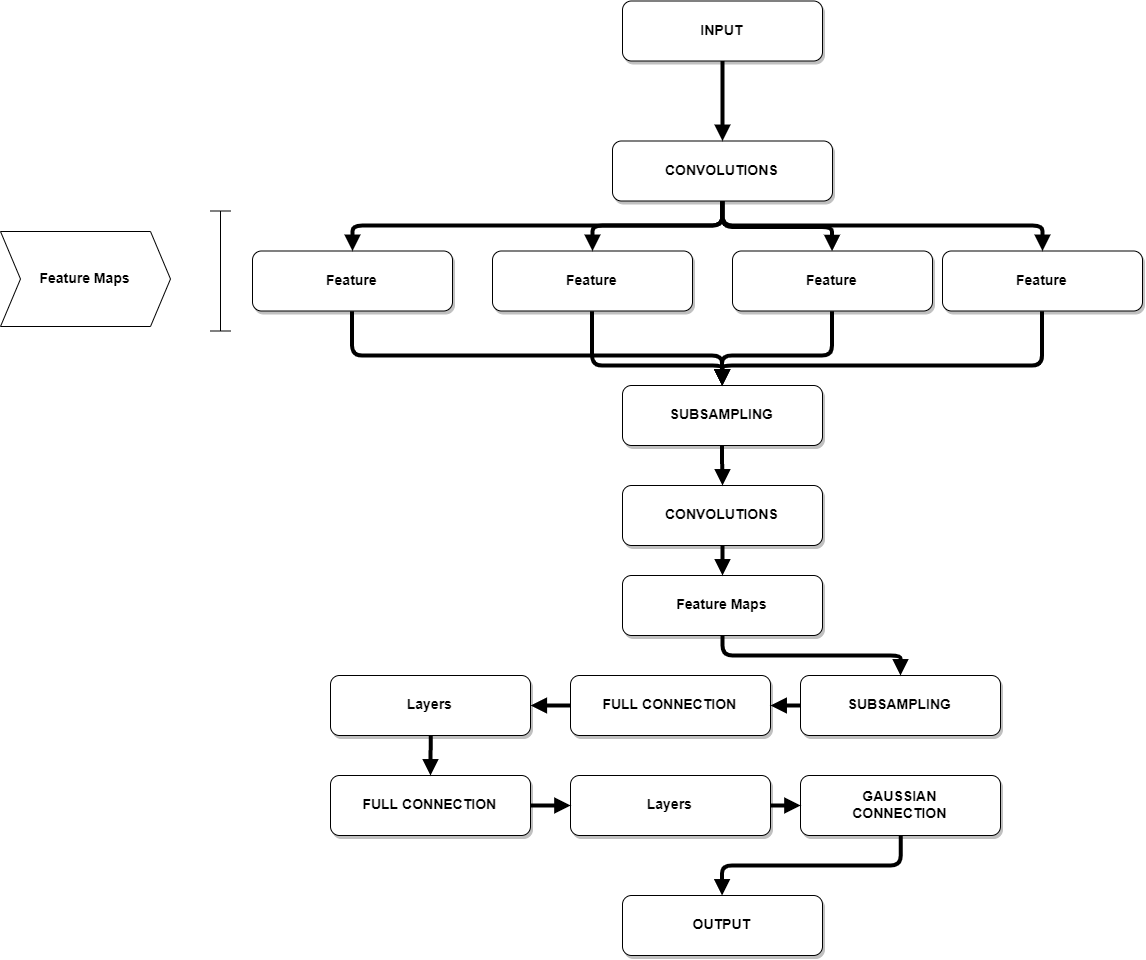 INPUT
CONVOLUTIONS
Feature Maps
Feature
Feature
Feature
Feature
SUBSAMPLING
CONVOLUTIONS
Feature Maps
Layers
FULL CONNECTION
SUBSAMPLING
FULL CONNECTION
Layers
GAUSSIAN
CONNECTION
OUTPUT